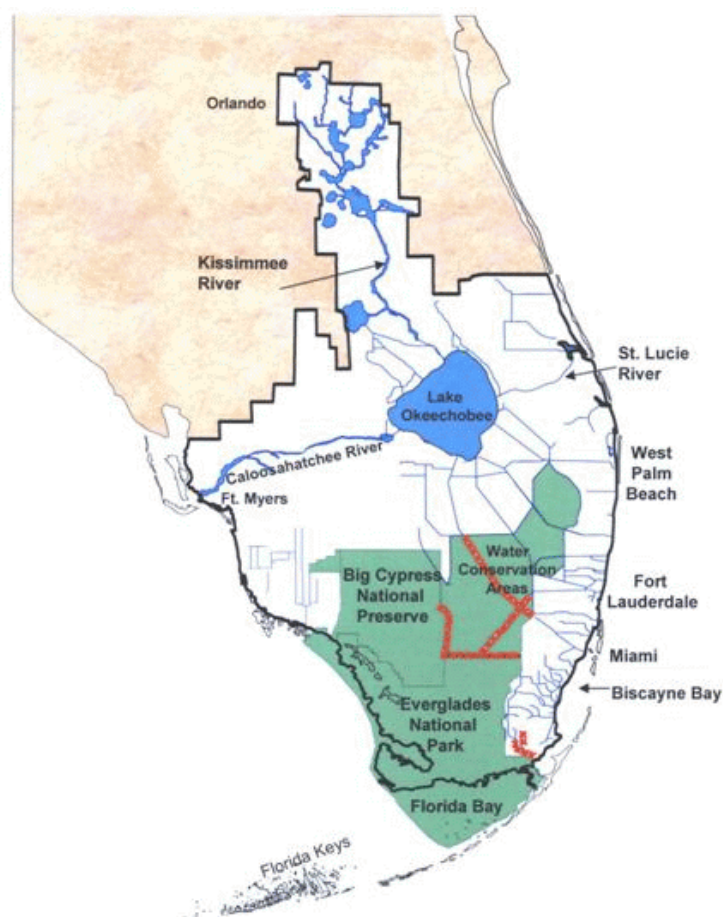 Orlando
Kissimmee
River
St. Lucie
River
Lake
Okeechobee
Caloosahatchee River
Ft. Myers
West
Palm
Beach
Water
Conservation
Areas
Big Cypress
National
Preserve
Fort
Lauderdale
Miami
Biscayne Bay
Everglades
National
Park
Florida Bay
Florida Keys